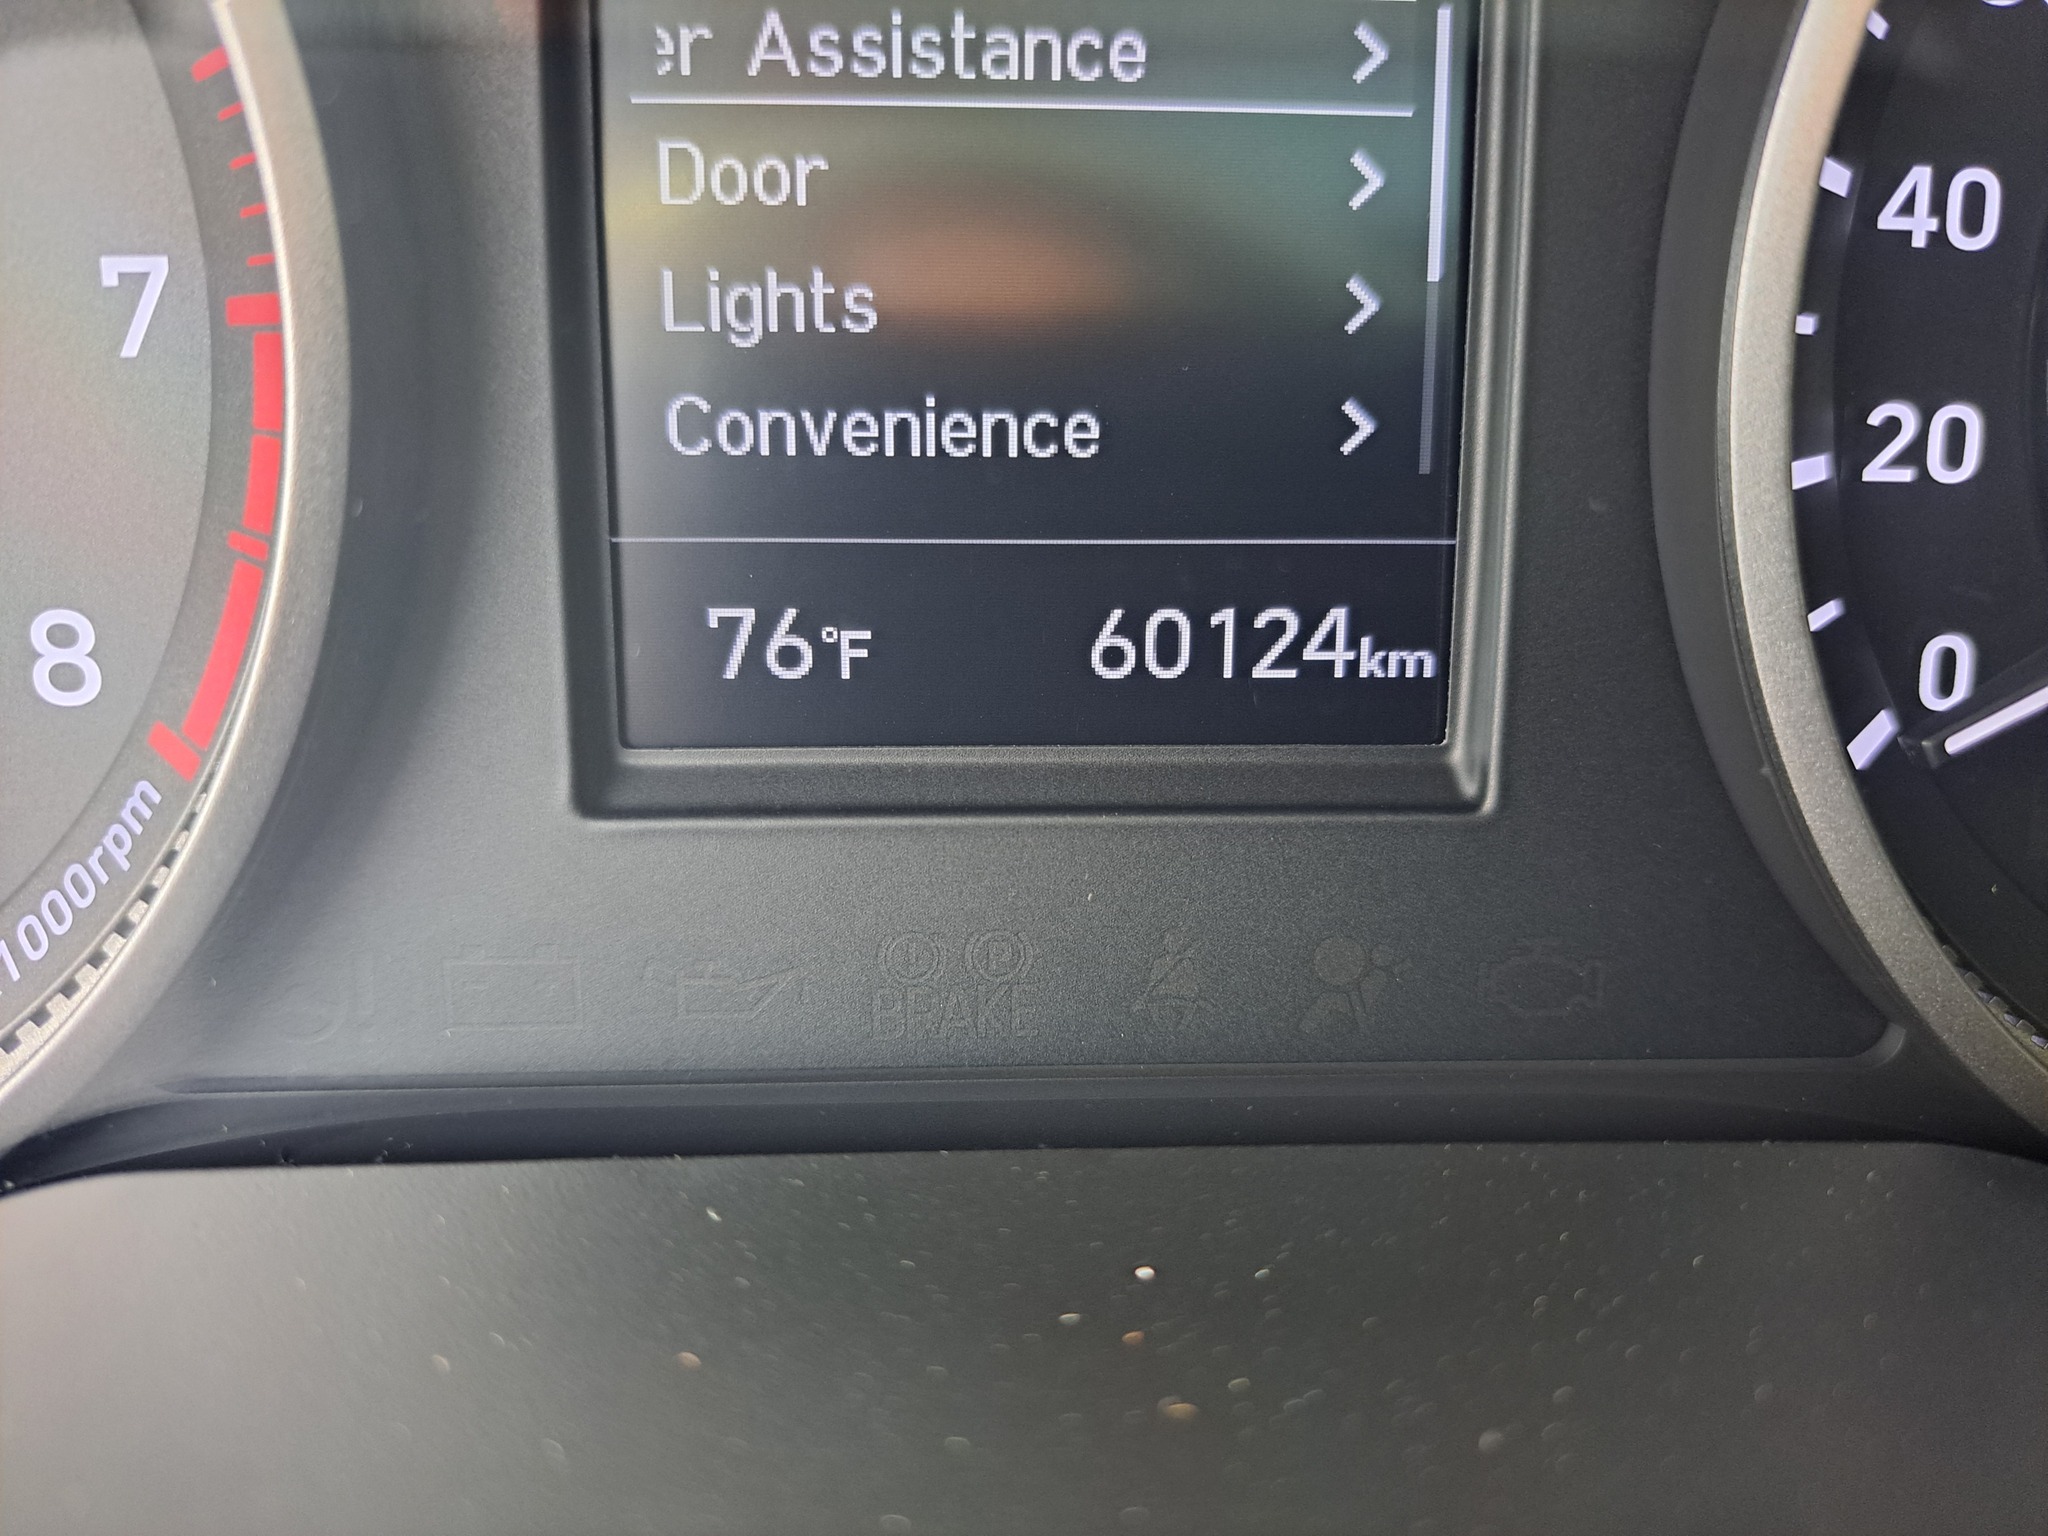 er Assistance
Door
Lights
Convenience
76°F 60124km
7
8
1000rpm
40
20
0
BRAKE